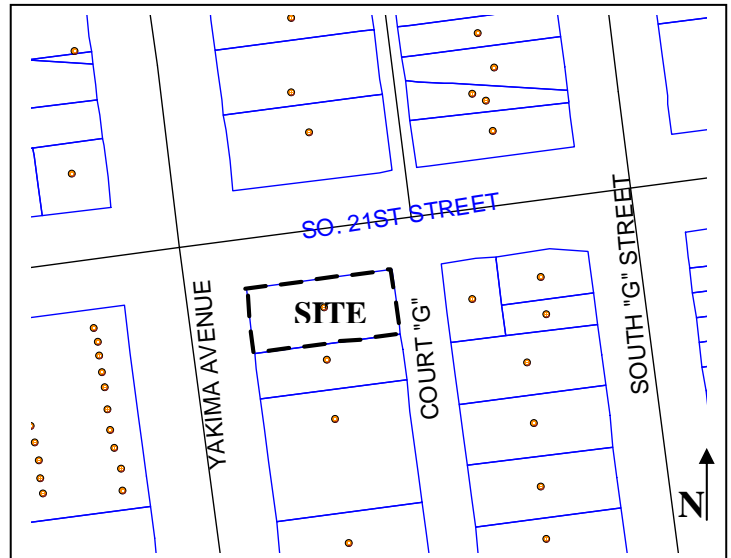 SO. 21ST STREET
SITE
YAKIMA AVENUE
COURT "G"
SOUTH "G" STREET
N